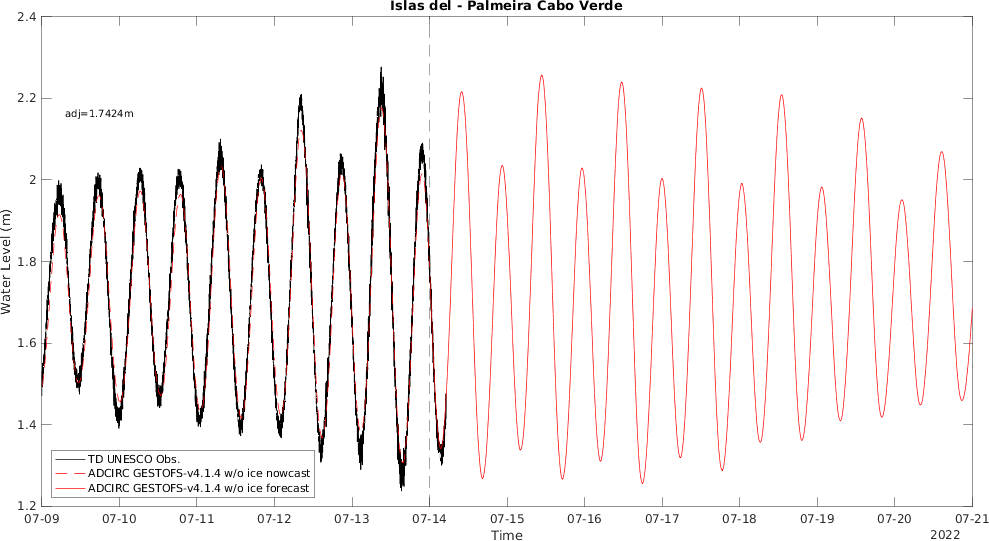 Islas del - Palmeira Cabo Verde
2.4
2.2
2
1.8
1.6
1.4
1.2
Water Level (m)
adj=1.7424m
TD UNESCO Obs.
ADCIRC GESTOFS-v4.1.4 w/o ice nowcast
ADCIRC GESTOFS-v4.1.4 w/o ice forecast
07-09 07-10 07-11 07-12 07-13 07-14 07-15 07-16 07-17 07-18 07-19 07-20 07-21
Time
2022